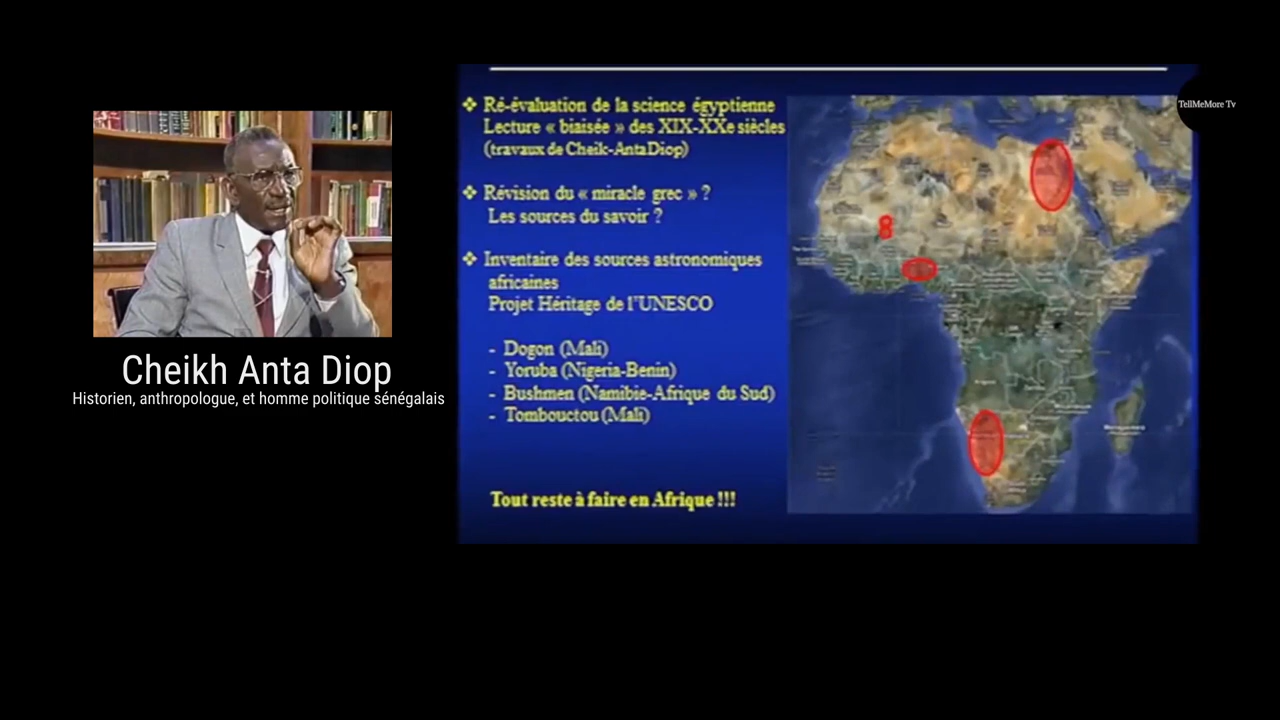 TellMeMore Tv
❖ Ré-évaluation de la science égyptienne
Lecture « biaisée » des XIX-XXe siècles
(travaux de Cheik-Anta Diop)
❖ Révision du « miracle grec » ?
Les sources du savoir ?
❖ Inventaire des sources astronomiques
africaines
Projet Héritage de l'UNESCO
- Dogon (Mali)
- Yoruba (Nigeria-Benin)
- Bushmen (Namibie-Afrique du Sud)
- Tombouctou (Mali)
Tout reste à faire en Afrique !!!
Cheikh Anta Diop
Historien, anthropologue, et homme politique sénégalais